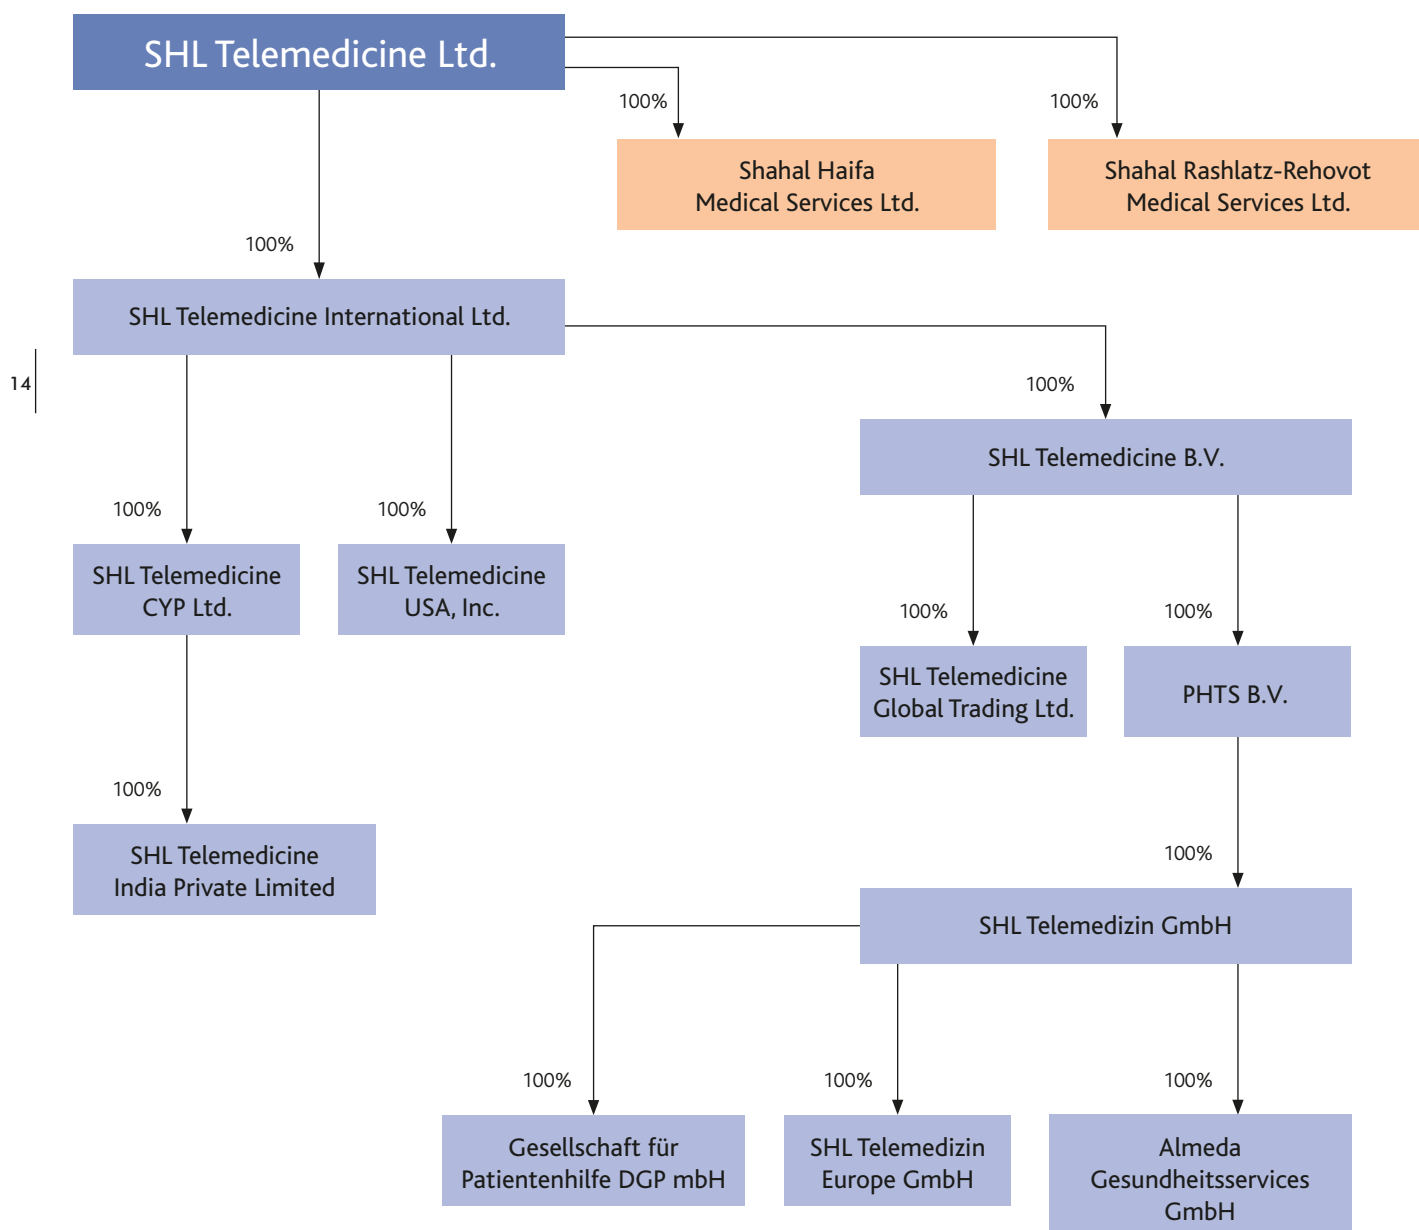 SHL Telemedicine Ltd.
100%
100%
Shahal Haifa
Medical Services Ltd.
Shahal Rashlatz-Rehovot
Medical Services Ltd.
100%
SHL Telemedicine International Ltd.
14
100%
SHL Telemedicine B.V.
100%
100%
SHL Telemedicine
CYP Ltd.
SHL Telemedicine
USA, Inc.
100%
100%
SHL Telemedicine
Global Trading Ltd.
PHTS B.V.
100%
SHL Telemedicine
India Private Limited
100%
SHL Telemedizin GmbH
100%
100%
100%
Gesellschaft für
Patientenhilfe DGP mbH
SHL Telemedizin
Europe GmbH
Almeda
Gesundheitsservices
GmbH